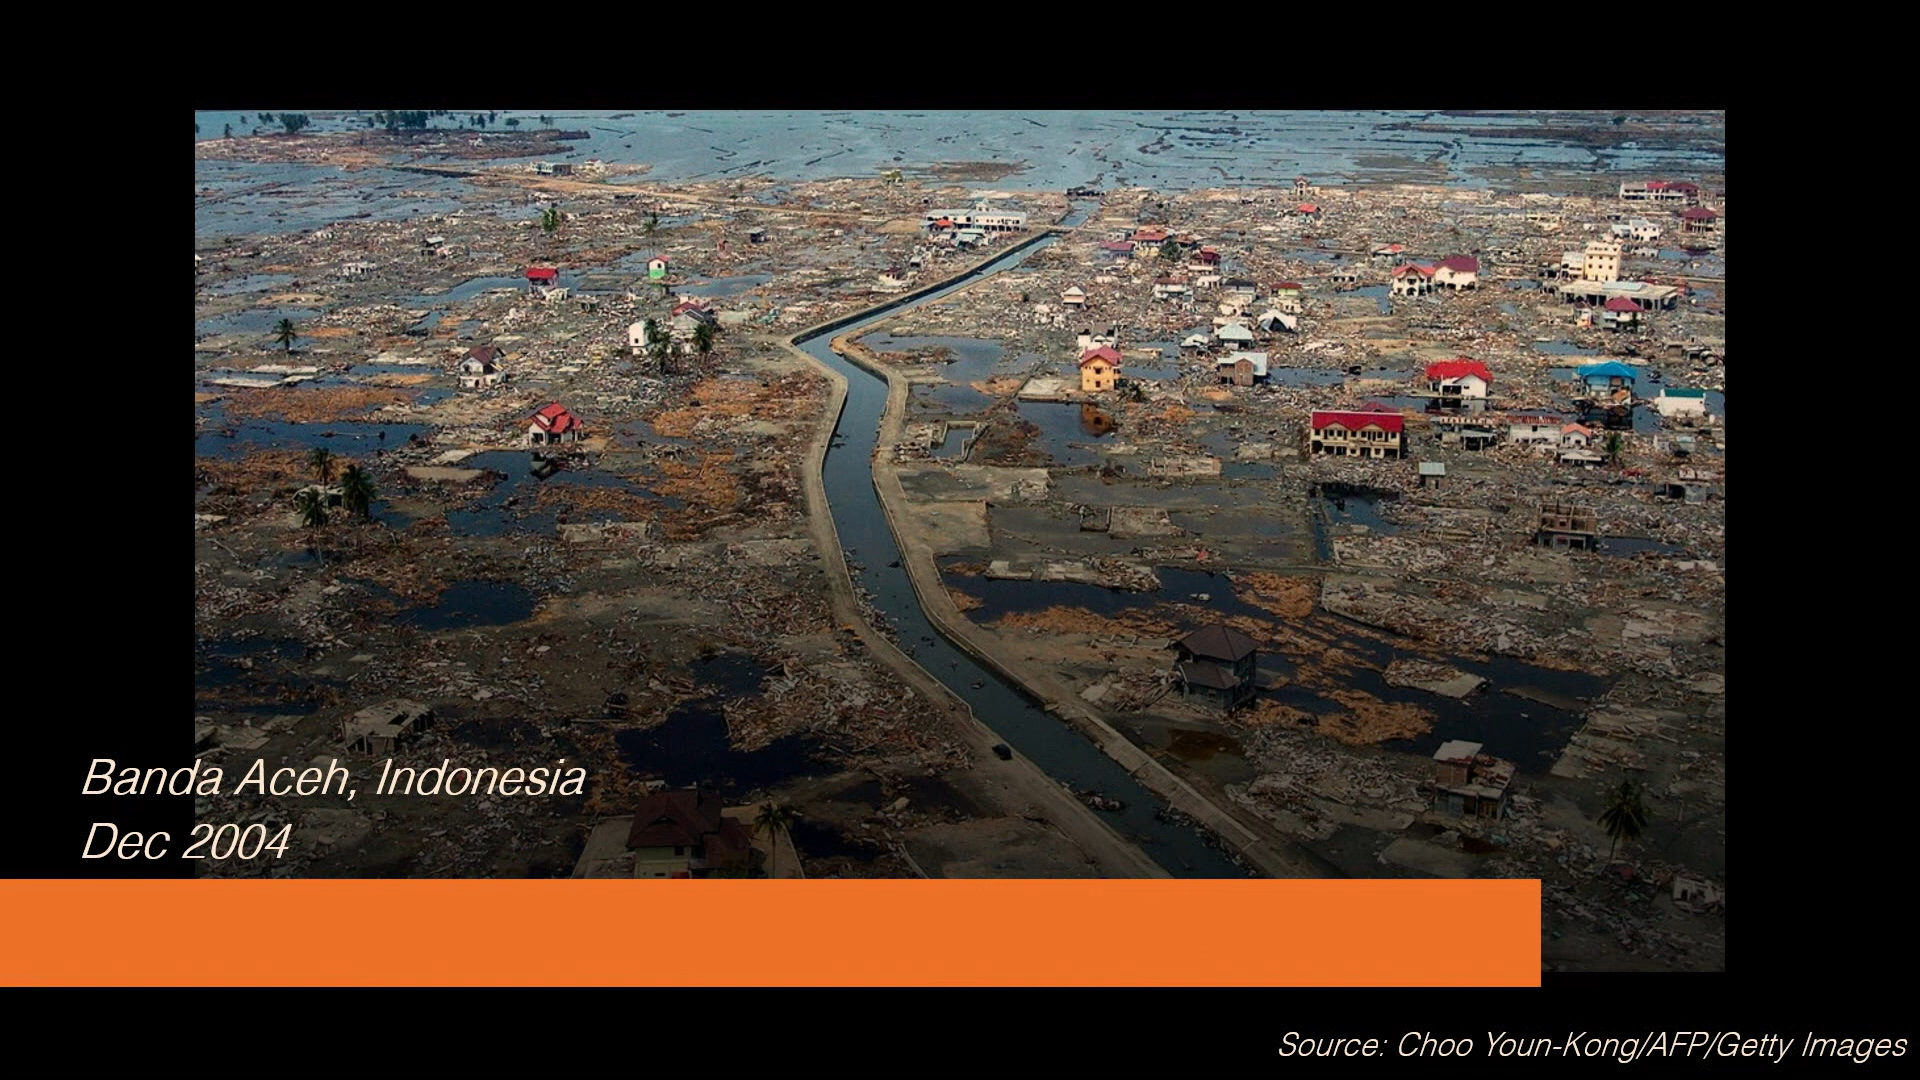 Banda Aceh, Indonesia
Dec 2004
Source: Choo Youn-Kong/AFP/Getty Images